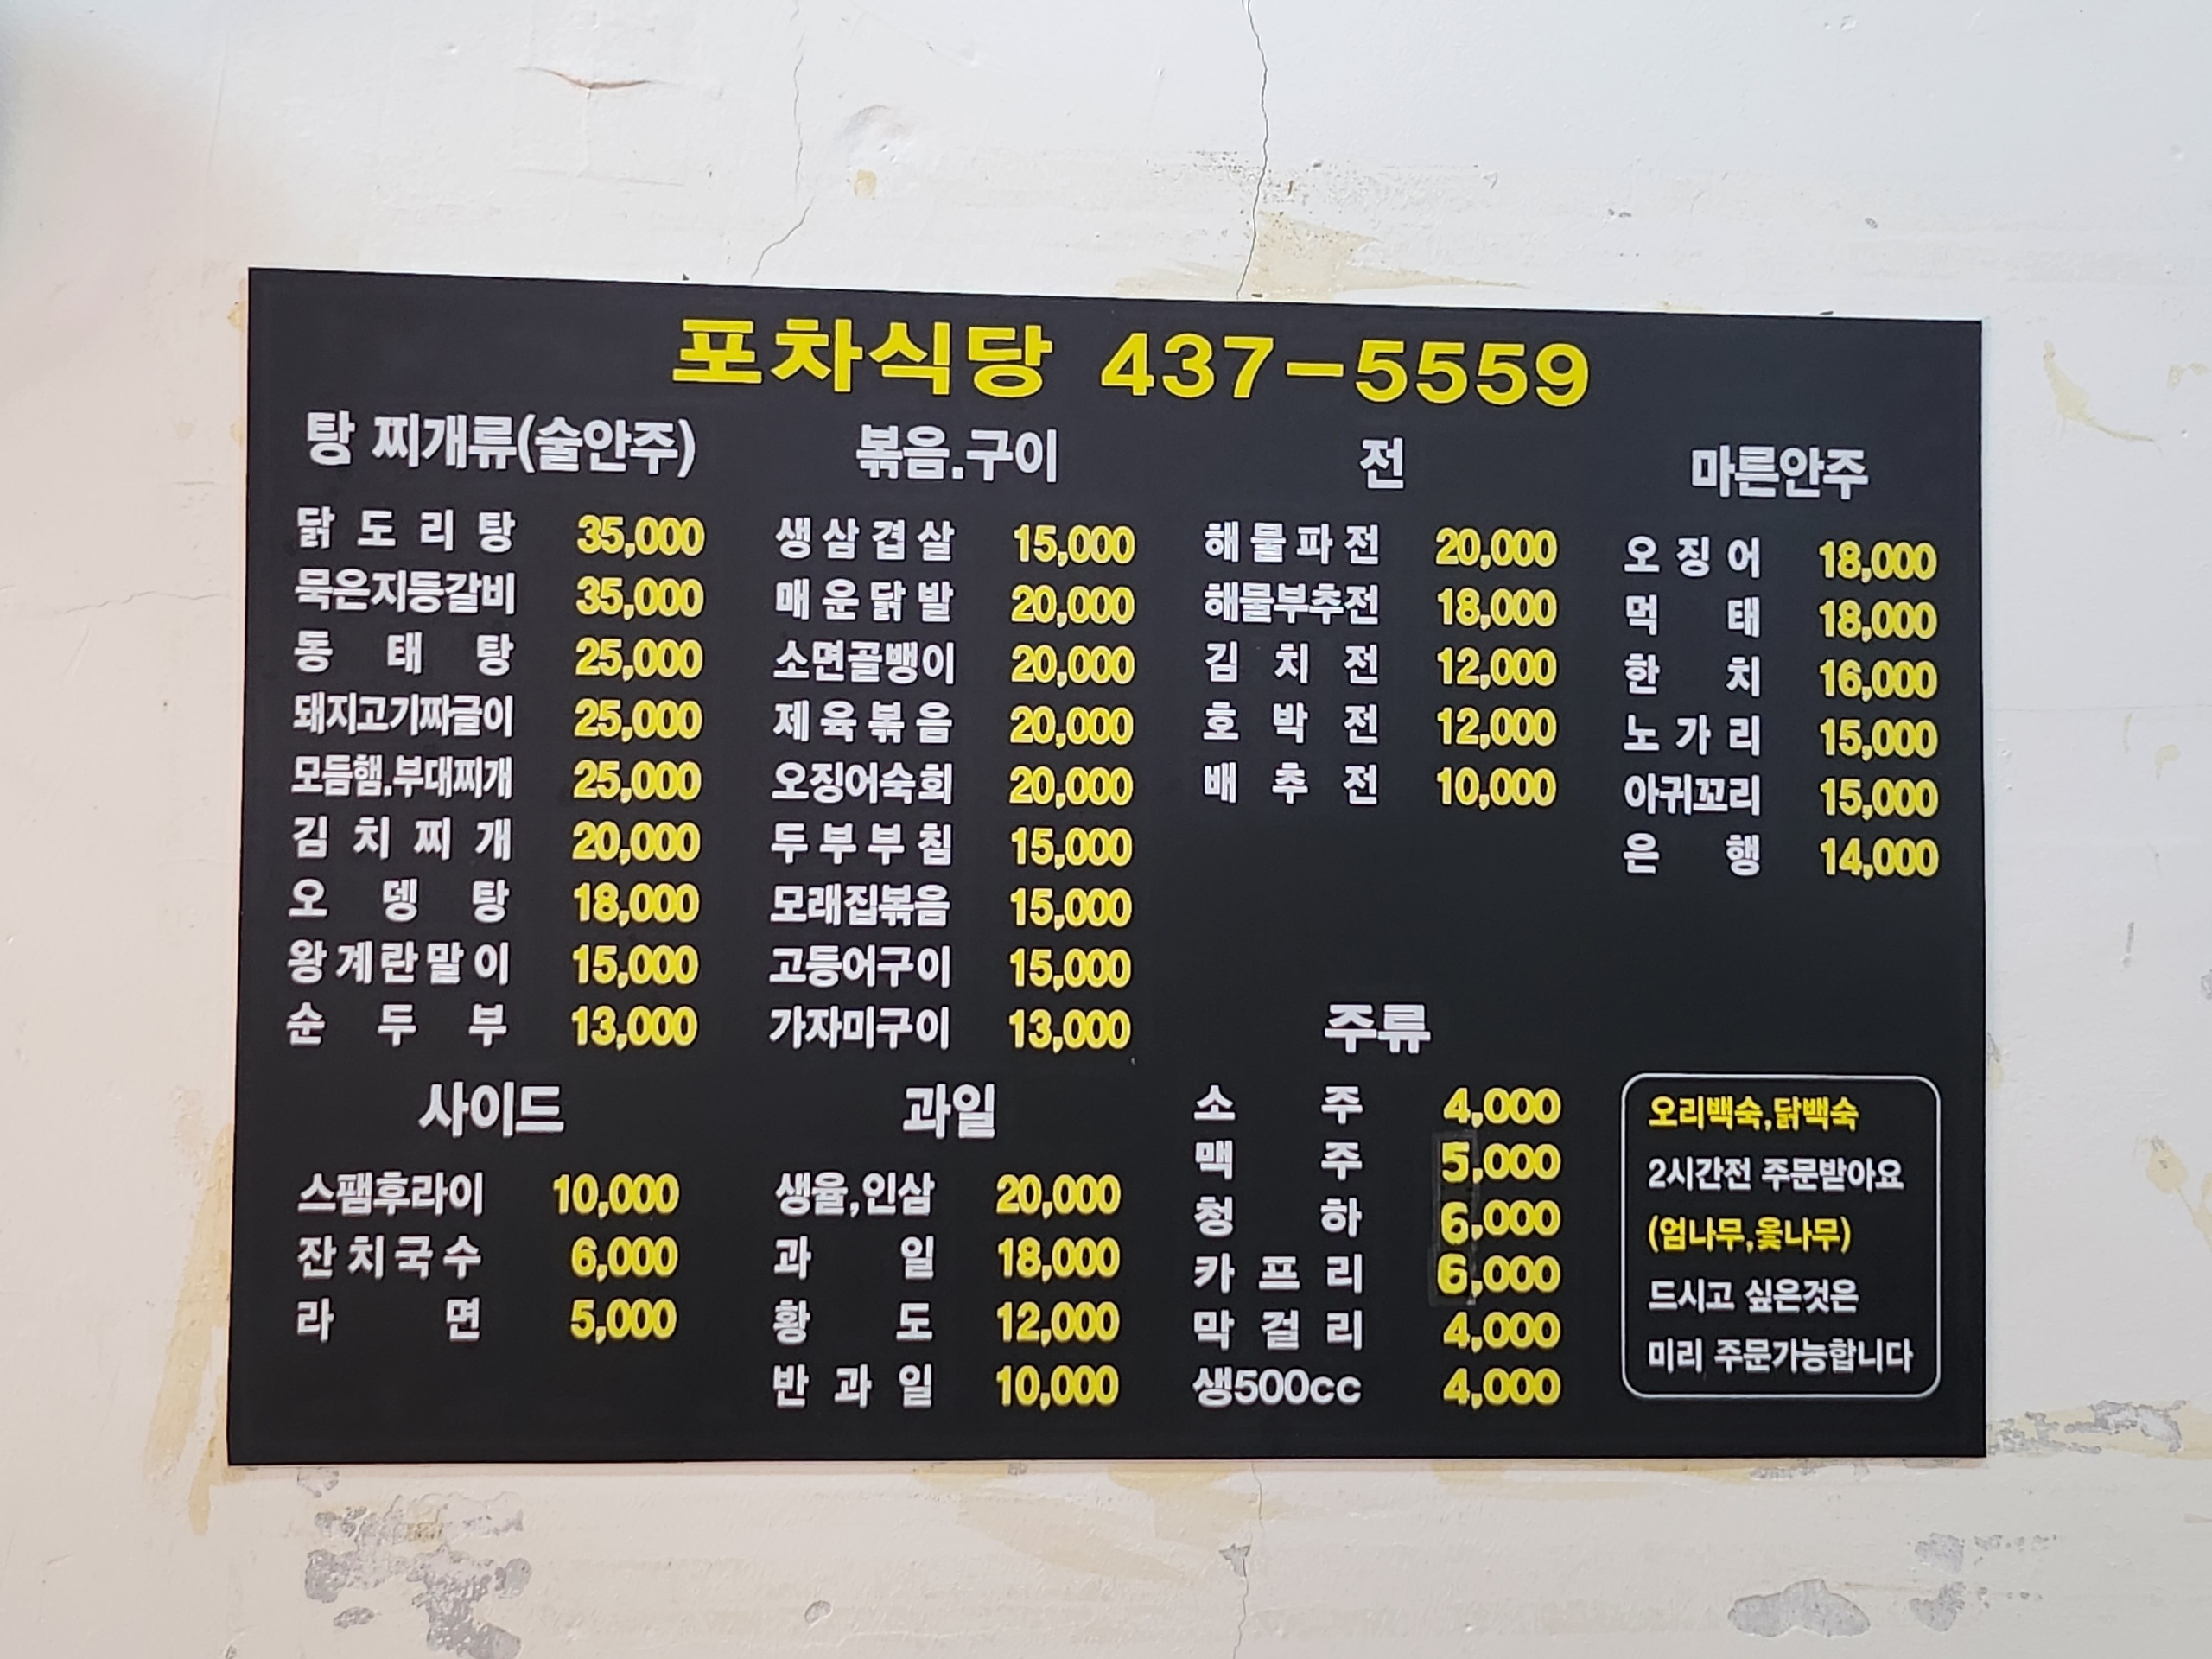 포차식당 437-5559
탕 찌개류(술안주)
닭도리탕 35,000
묵은지등갈비 35,000
동태탕 25,000
돼지고기짜글이 25,000
모듬햄.부대찌개 25,000
김치찌개 20,000
오뎅탕 18,000
왕계란말이 15,000
순두부 13,000
볶음.구이
생삼겹살 15,000
매운닭발 20,000
소면골뱅이 20,000
제육볶음 20,000
오징어숙회 20,000
두부부침 15,000
모래집볶음 15,000
고등어구이 15,000
가자미구이 13,000
전
해물파전 20,000
해물부추전 18,000
김치전 12,000
호박전 12,000
배추전 10,000
마른안주
오징어 18,000
먹태 18,000
한치 16,000
노가리 15,000
아귀꼬리 15,000
은행 14,000
사이드
스팸후라이 10,000
잔치국수 6,000
라면 5,000
과일
생율,인삼 20,000
과일 18,000
황도 12,000
반과일 10,000
주류
소주 4,000
맥주 5,000
청하 6,000
카프리 6,000
막걸리 4,000
생500cc 4,000
오리백숙,닭백숙
2시간전 주문받아요
(엄나무,옻나무)
드시고 싶은것은
미리 주문가능합니다